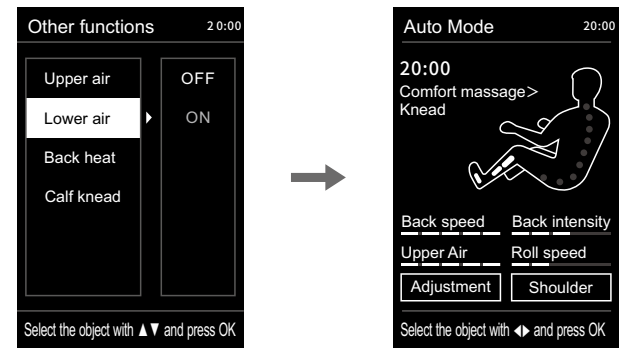 Other functions 20:00
Upper air
OFF
Lower air
ON
Back heat
Calf knead
Select the object with ▲▼ and press OK
Auto Mode 20:00
20:00
Comfort massage>
Knead
Back speed Back intensity
Upper Air Roll speed
Adjustment Shoulder
Select the object with ◀▶ and press OK